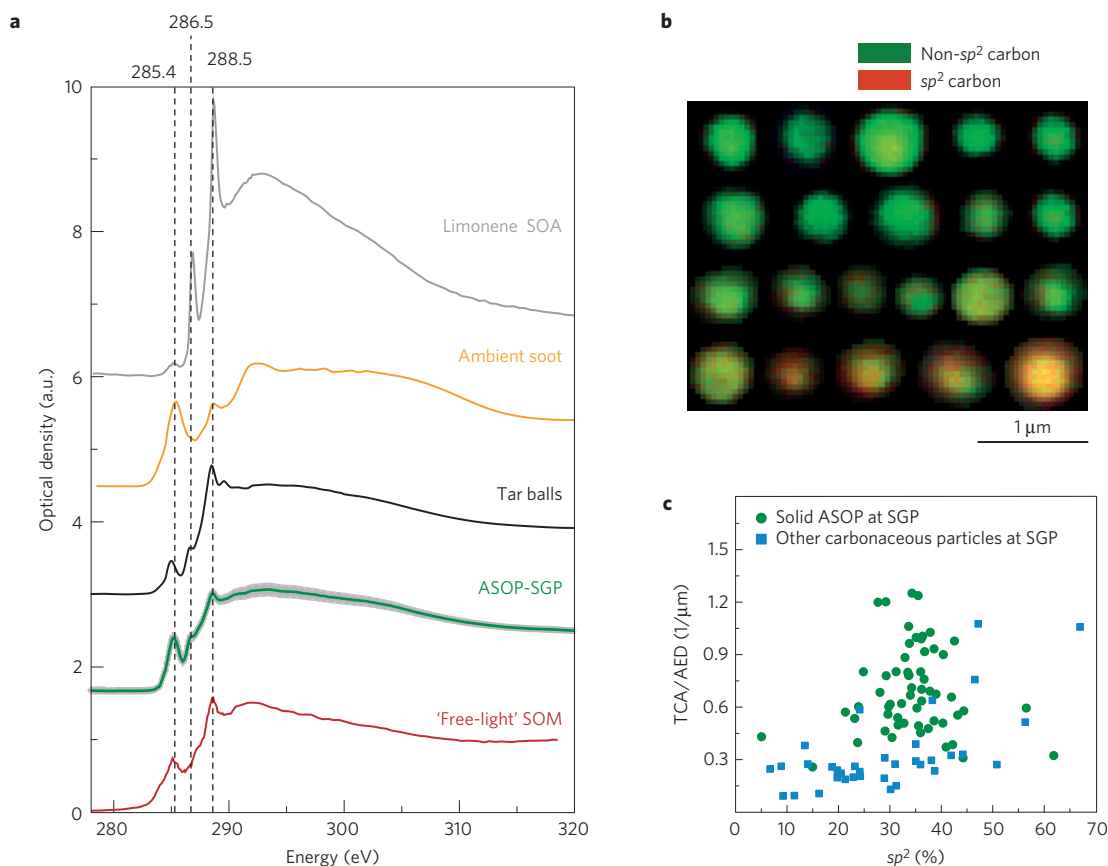 a
286.5
285.4
288.5
10
8
6
4
2
0
Optical density (a.u.)
Limonene SOA
Ambient soot
Tar balls
ASOP-SGP
'Free-light' SOM
280
290
300
310
320
Energy (eV)
b
Non-sp² carbon
sp² carbon
1 µm
c
Solid ASOP at SGP
Other carbonaceous particles at SGP
1.5
1.2
0.9
0.6
0.3
TCA/AED (1/µm)
0
10
20
30
40
50
60
70
sp² (%)